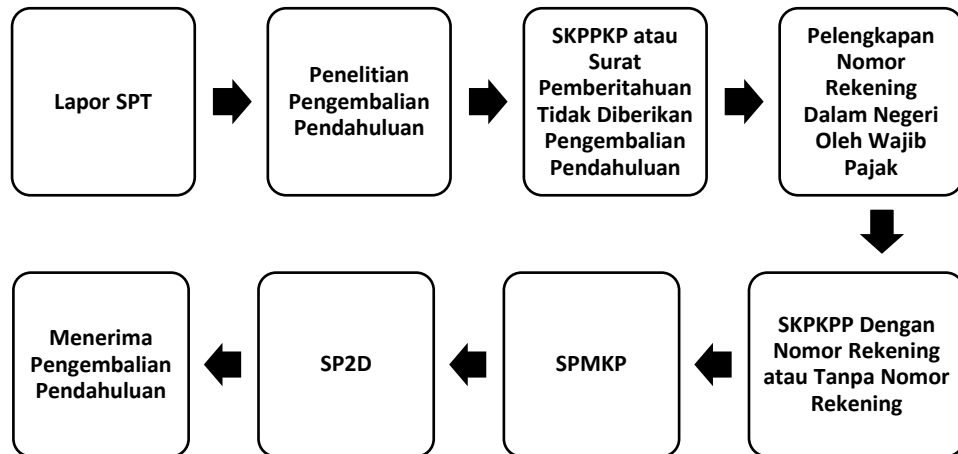 Lapor SPT
Penelitian
Pengembalian
Pendahuluan
SKPPKP atau
Surat
Pemberitahuan
Tidak Diberikan
Pengembalian
Pendahuluan
Pelengkapan
Nomor
Rekening
Dalam Negeri
Oleh Wajib
Pajak
SKPKPP Dengan
Nomor Rekening
atau Tanpa Nomor
Rekening
SPMKP
SP2D
Menerima
Pengembalian
Pendahuluan